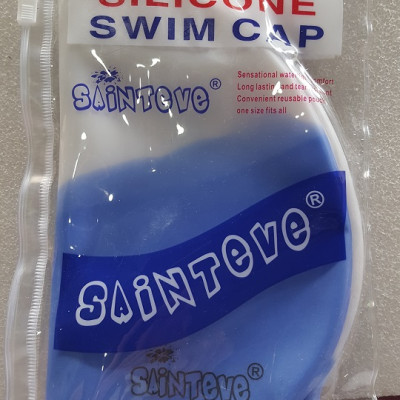 SILICONE
SWIM CAP
SAINTEVE®
Sensational water
Long lasting and
Convenient reusable
one size fits all
SAINTEVE®
SAINTEVE®